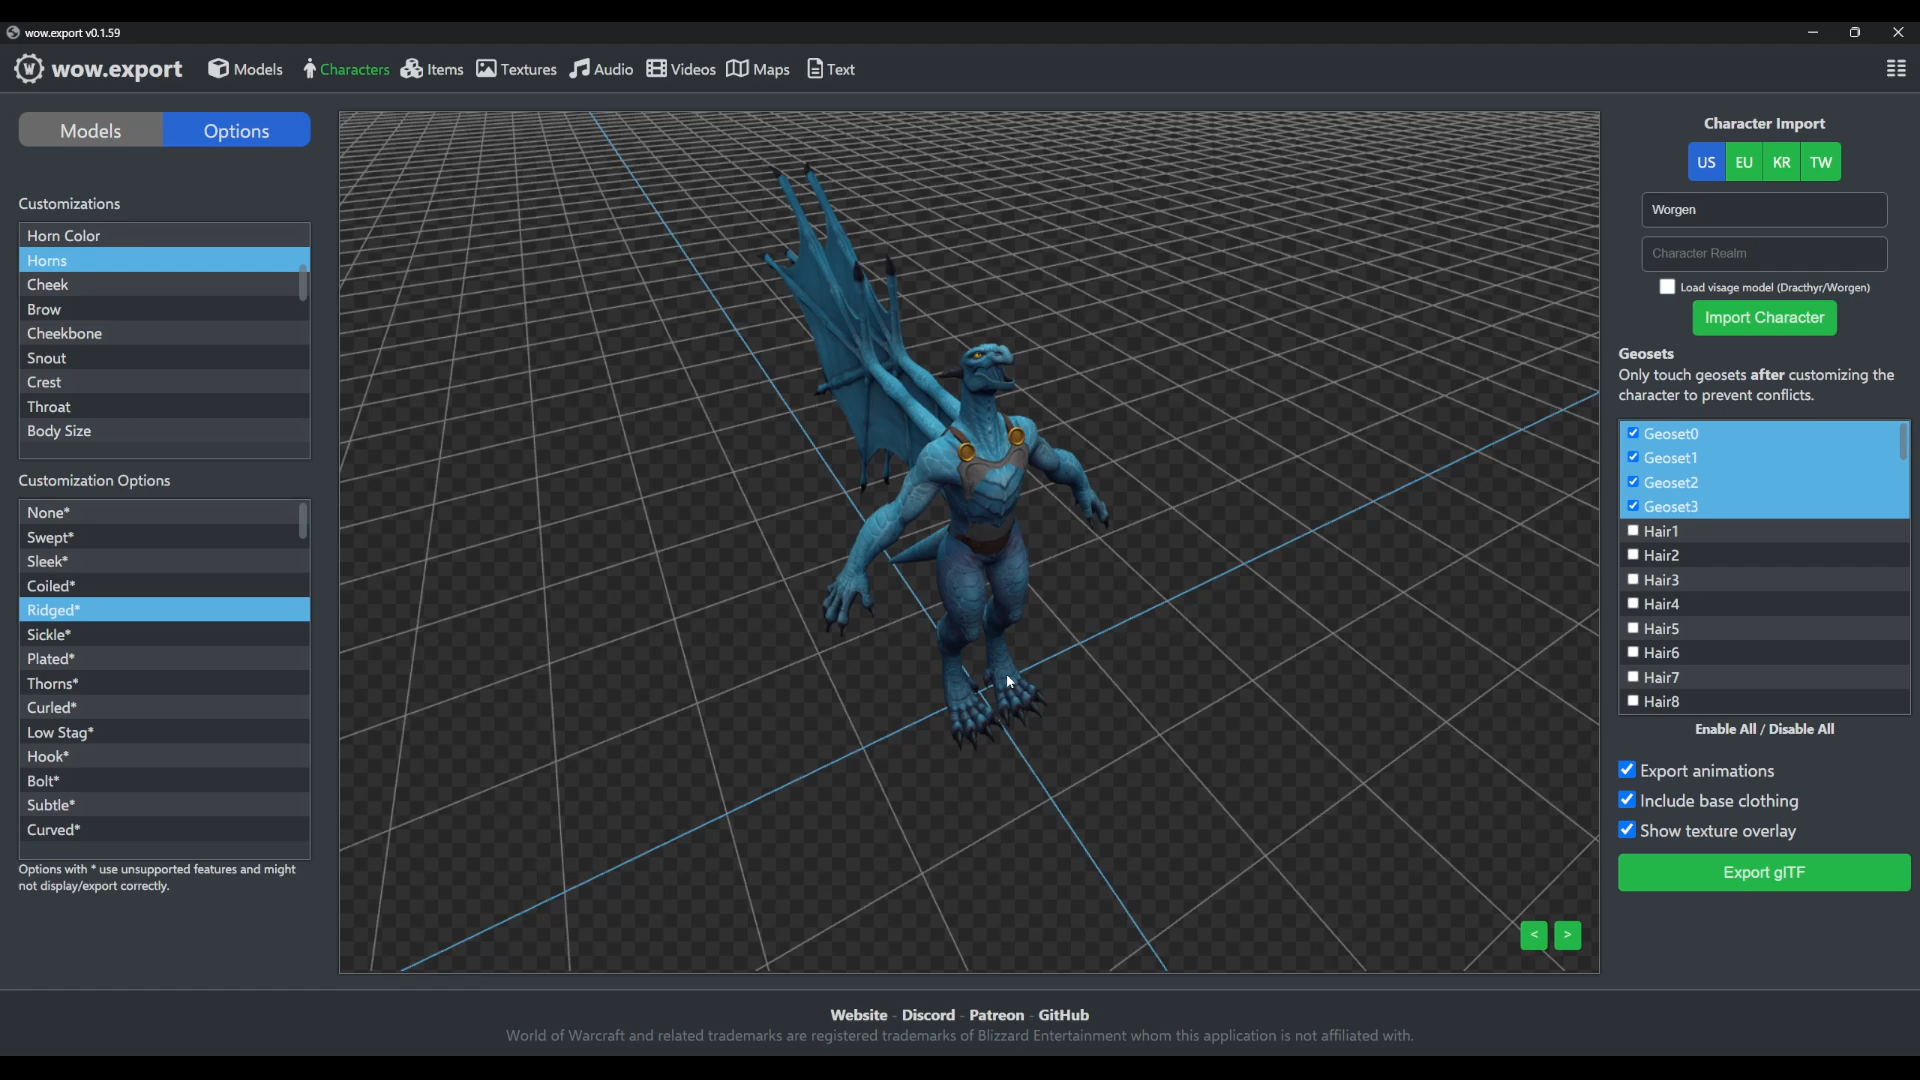 wow.export v0.1.59
wow.export Models Characters Items Textures Audio Videos Maps Text
Models Options
Customizations
Horn Color
Horns
Cheek
Brow
Cheekbone
Snout
Crest
Throat
Body Size
Customization Options
None*
Swept*
Sleek*
Coiled*
Ridged*
Sickle*
Plated*
Thorns*
Curled*
Low Stag*
Hook*
Bolt*
Subtle*
Curved*
Options with * use unsupported features and might
not display/export correctly.
< >
Character Import
US EU KR TW
Worgen
Character Realm
Load visage model (Dracthyr/Worgen)
Import Character
Geosets
Only touch geosets after customizing the
character to prevent conflicts.
Geoset0
Geoset1
Geoset2
Geoset3
Hair1
Hair2
Hair3
Hair4
Hair5
Hair6
Hair7
Hair8
Enable All / Disable All
Export animations
Include base clothing
Show texture overlay
Export glTF
Website - Discord - Patreon - GitHub
World of Warcraft and related trademarks are registered trademarks of Blizzard Entertainment whom this application is not affiliated with.